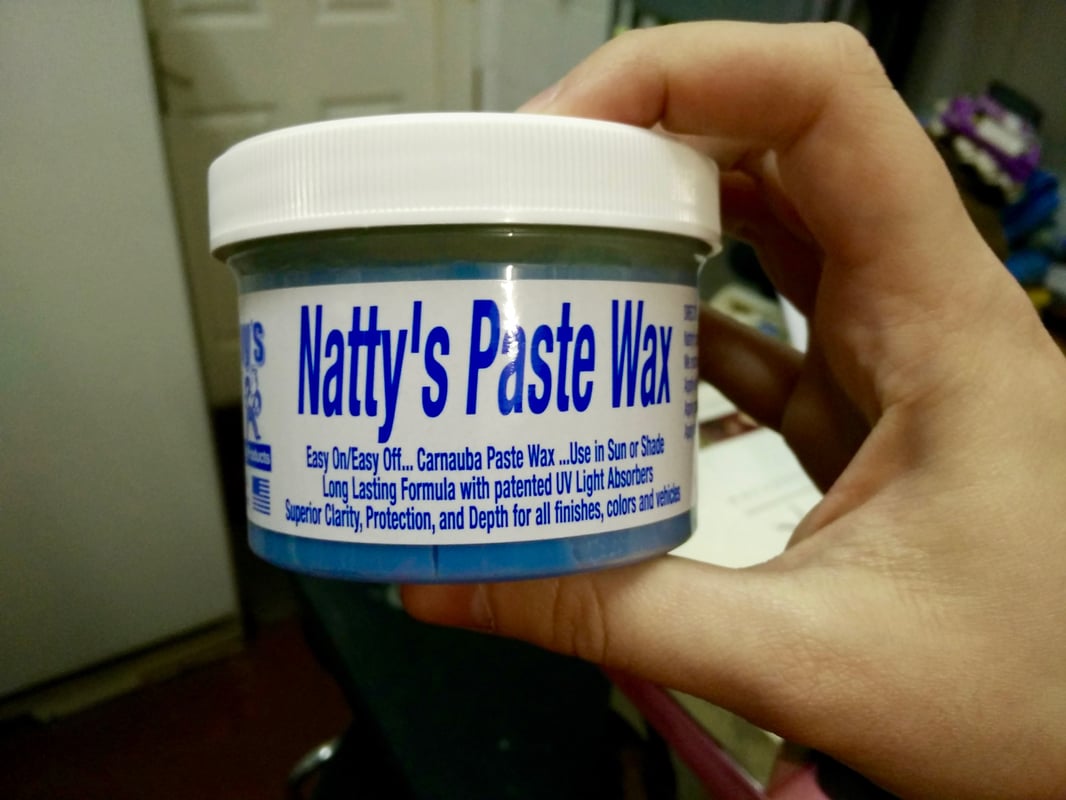 Natty's Paste Wax
Easy On/Easy Off... Carnauba Paste Wax ...Use in Sun or Shade
Long Lasting Formula with patented UV Light Absorbers
Superior Clarity, Protection, and Depth for all finishes, colors and vehicles